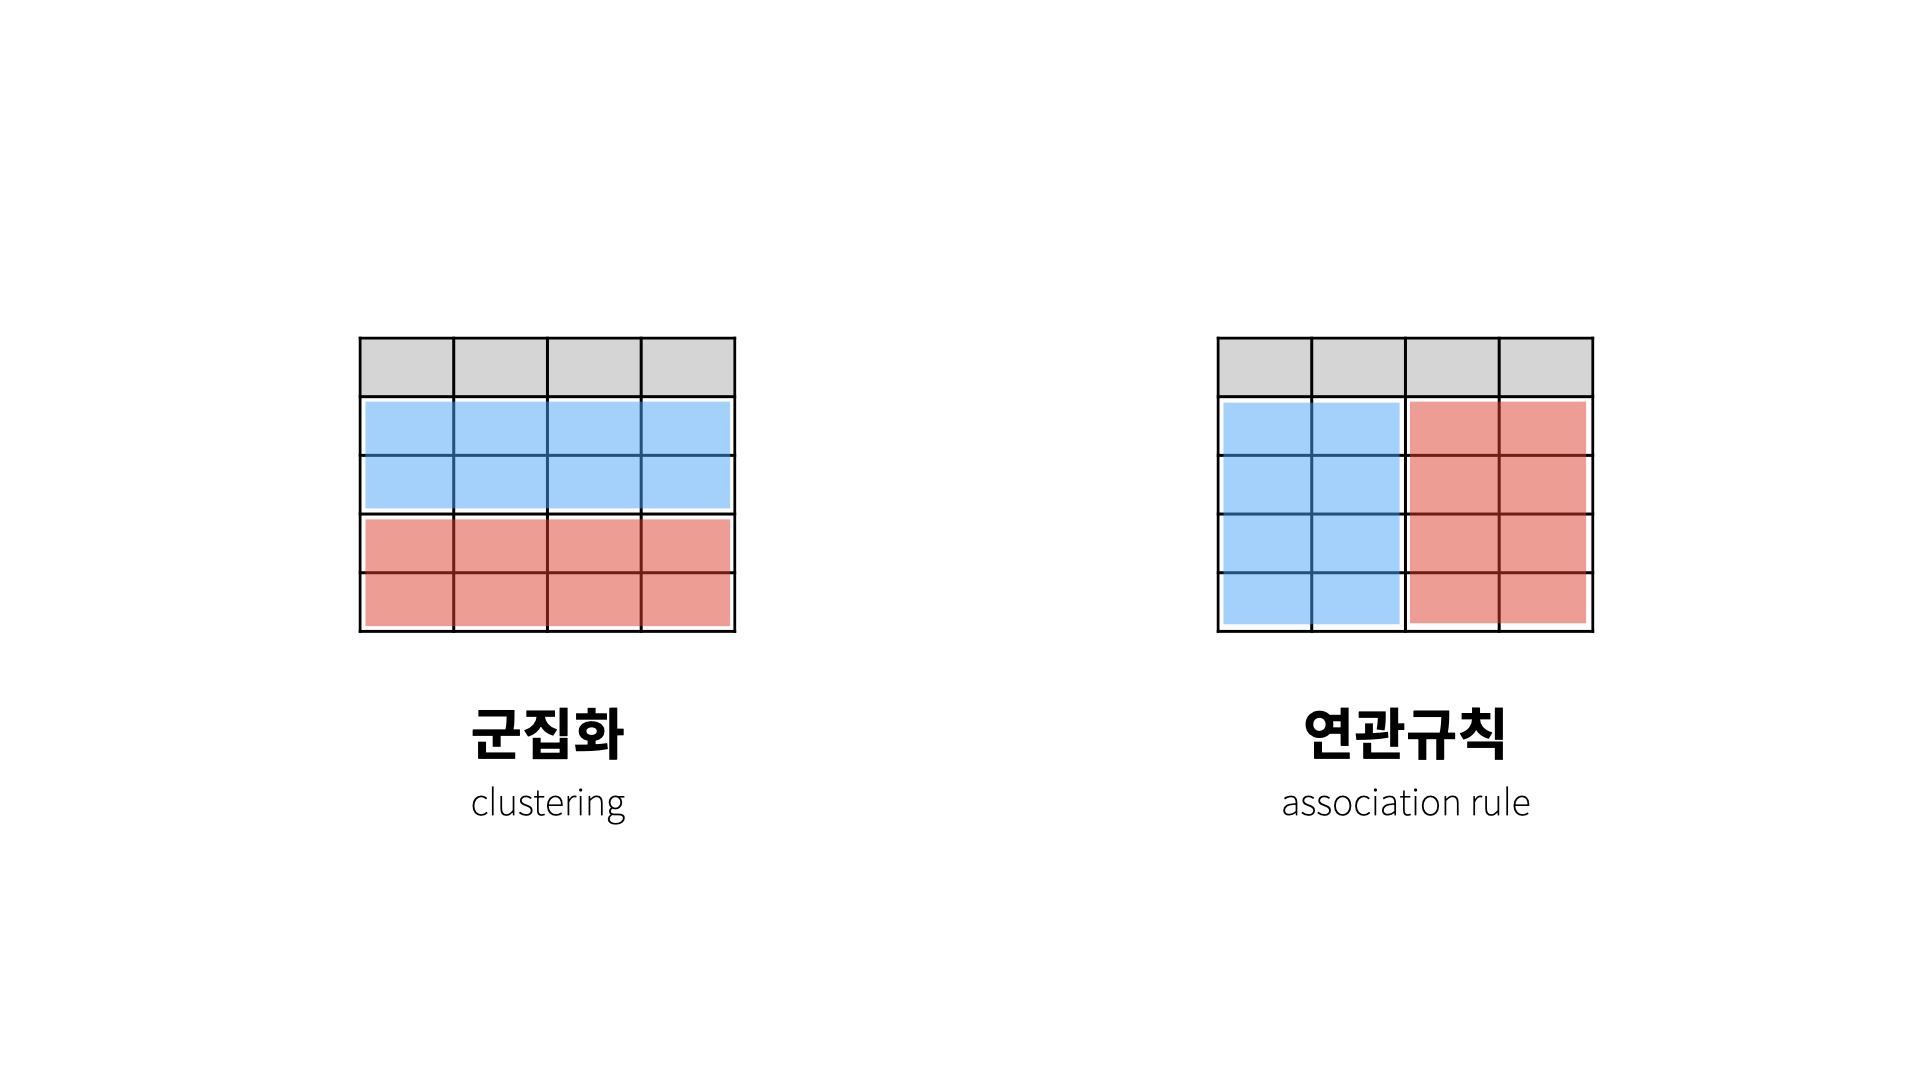 군집화
clustering
연관규칙
association rule